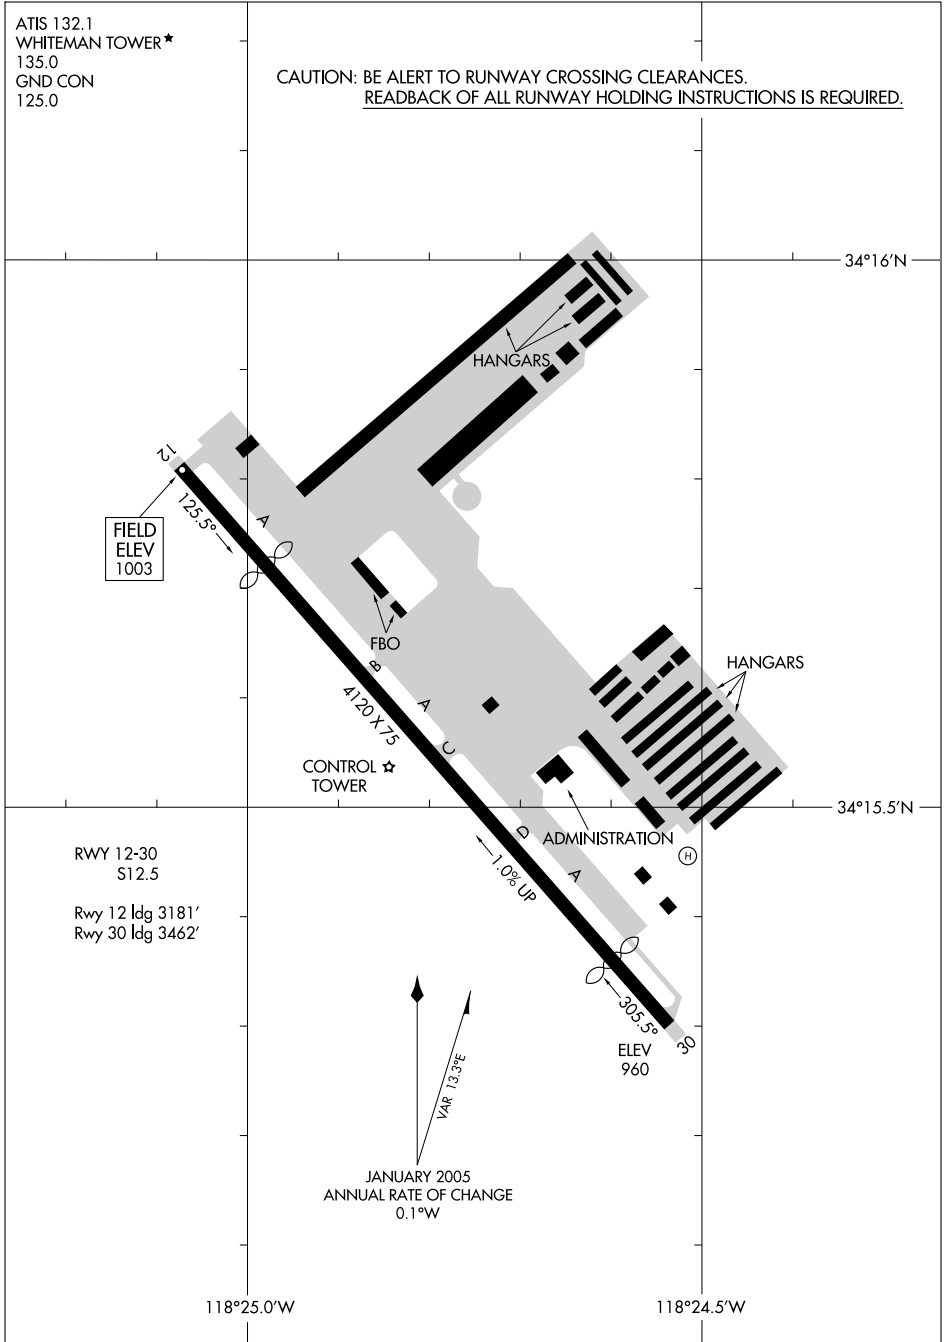 ATIS 132.1
WHITEMAN TOWER★
135.0
GND CON
125.0
CAUTION: BE ALERT TO RUNWAY CROSSING CLEARANCES.
READBACK OF ALL RUNWAY HOLDING INSTRUCTIONS IS REQUIRED.
34°16'N
HANGARS
12
125.5°
A
FIELD
ELEV
1003
FBO
B
HANGARS
4120 X 75
A
C
CONTROL
TOWER
34°15.5'N
D
ADMINISTRATION
H
RWY 12-30
S12.5
1.0% UP
A
Rwy 12 ldg 3181'
Rwy 30 ldg 3462'
305.5°
30
ELEV
960
VAR 13.3°E
JANUARY 2005
ANNUAL RATE OF CHANGE
0.1°W
118°25.0'W
118°24.5'W